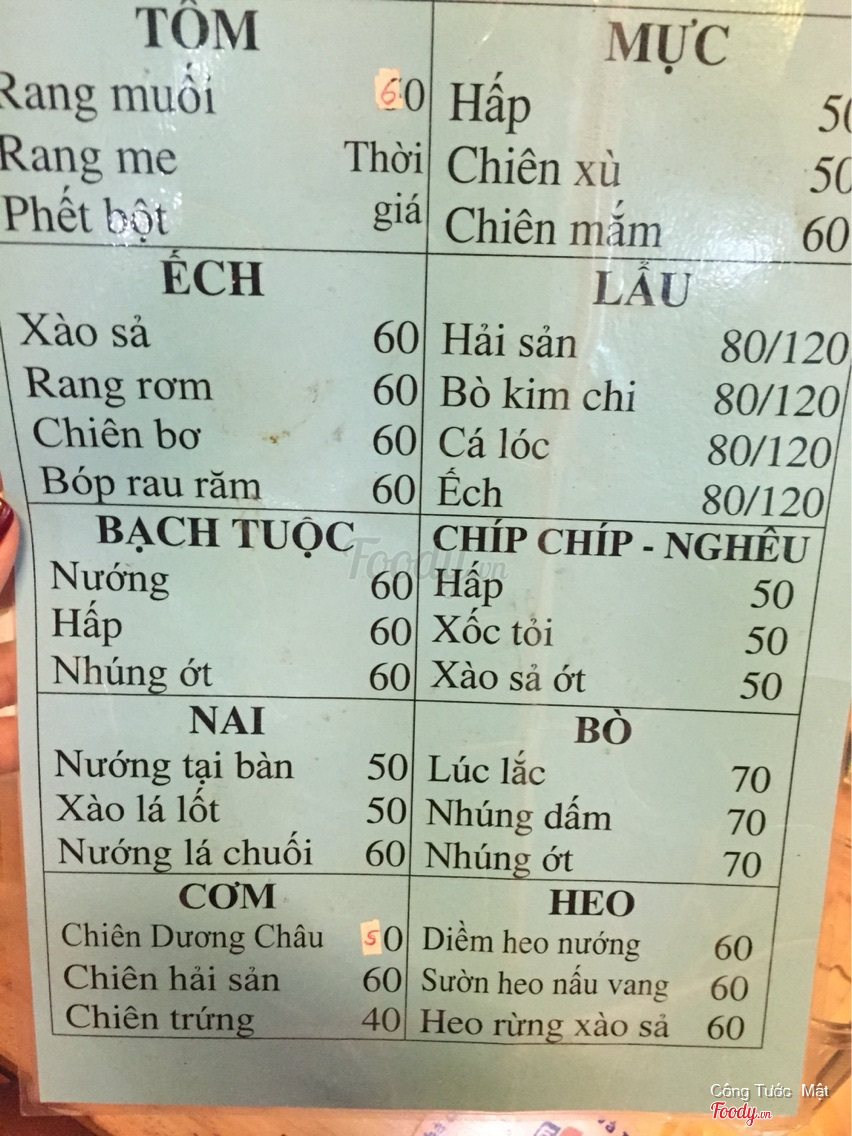 TÔM
Rang muối 60
Rang me Thời
Phết bột giá
MỰC
Hấp 50
Chiên xù 50
Chiên mắm 60
ẾCH
Xào sả 60
Rang rơm 60
Chiên bơ 60
Bóp rau răm 60
LẨU
Hải sản 80/120
Bò kim chi 80/120
Cá lóc 80/120
Ếch 80/120
BẠCH TUỘC
Nướng 60
Hấp 60
Nhúng ớt 60
CHÍP CHÍP - NGHÊU
Hấp 50
Xốc tỏi 50
Xào sả ớt 50
NAI
Nướng tại bàn 50
Xào lá lốt 50
Nướng lá chuối 60
BÒ
Lúc lắc 70
Nhúng dấm 70
Nhúng ớt 70
CƠM
Chiên Dương Châu 50
Chiên hải sản 60
Chiên trứng 40
HEO
Diềm heo nướng 60
Sườn heo nấu vang 60
Heo rừng xào sả 60
Foody.vn
Công Tước Mật
Foody.vn